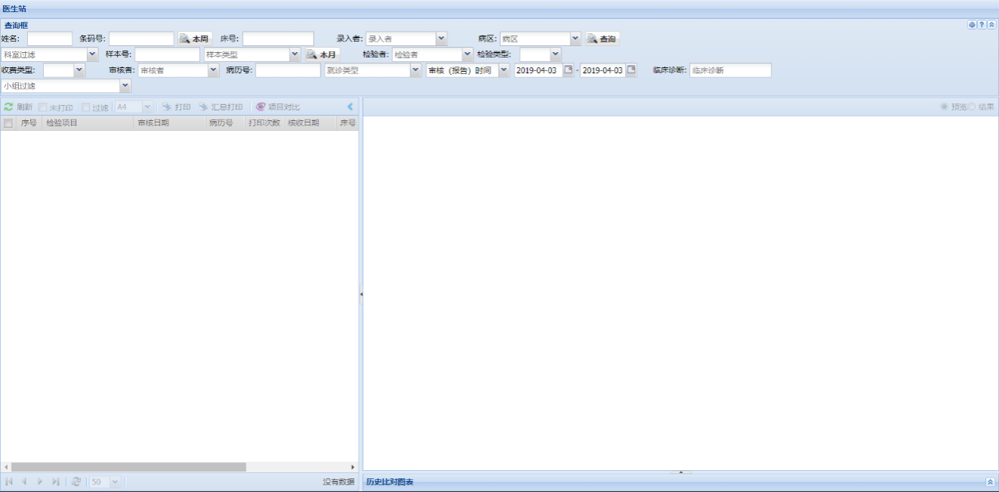 医生站
查询框
姓名: 条码号: 本周 床号: 录入者: 录入者 病区: 病区 查询
科室过滤 样本号: 样本类型 本月 检验者: 检验者 检验类型:
收费类型: 审核者: 审核者 病历号: 就诊类型 审核（报告）时间 2019-04-03 - 2019-04-03 临床诊断: 临床诊断
小组过滤
刷新 未打印 过滤 A4 打印 汇总打印 项目对比 预览 结果
序号 检验项目 审核日期 病历号 打印次数 核收日期 床号
50 没有数据 历史比对图表